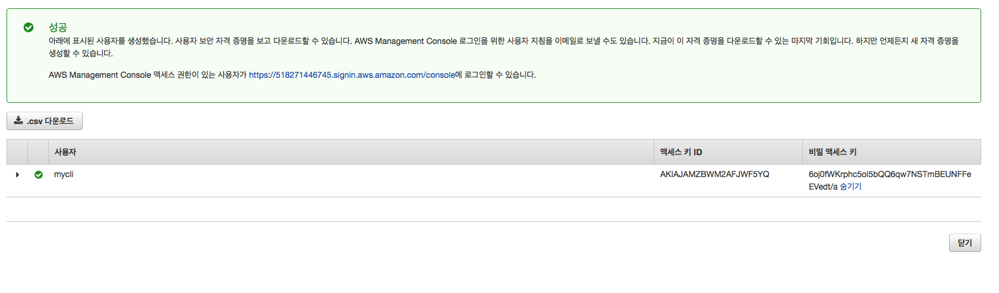 성공
아래에 표시된 사용자를 생성했습니다. 사용자 보안 자격 증명을 보고 다운로드할 수 있습니다. AWS Management Console 로그인을 위한 사용자 지침을 이메일로 보낼 수도 있습니다. 지금이 이 자격 증명을 다운로드할 수 있는 마지막 기회입니다. 하지만 언제든지 새 자격 증명을
생성할 수 있습니다.
AWS Management Console 액세스 권한이 있는 사용자가 https://518271446745.signin.aws.amazon.com/console에 로그인할 수 있습니다.
.csv 다운로드
사용자 액세스 키 ID 비밀 액세스 키
mycli AKIAJAMZBWM2AFJWF5YQ
숨기기
닫기